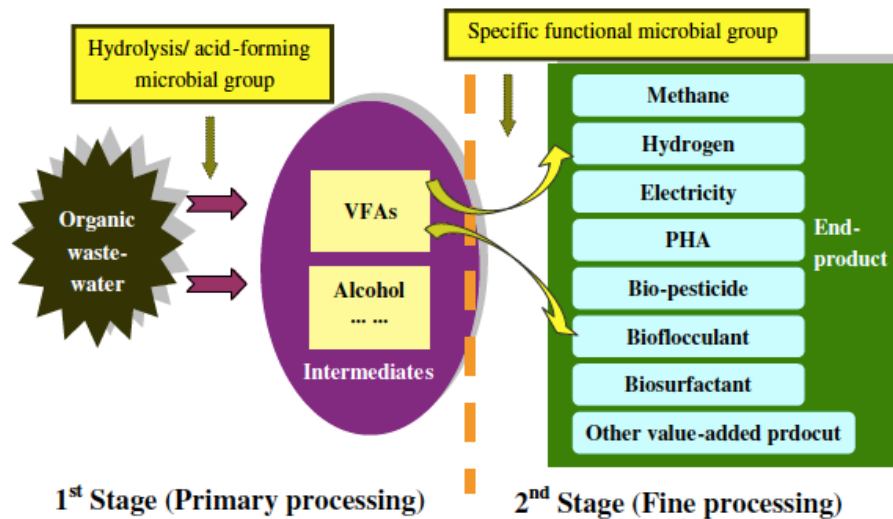 Hydrolysis/ acid-forming
microbial group
Specific functional microbial group
Organic
waste-
water
VFAs
Alcohol
... ...
Intermediates
Methane
Hydrogen
Electricity
PHA
Bio-pesticide
Bioflocculant
Biosurfactant
Other value-added prdocut
End-
product
1st Stage (Primary processing)
2nd Stage (Fine processing)